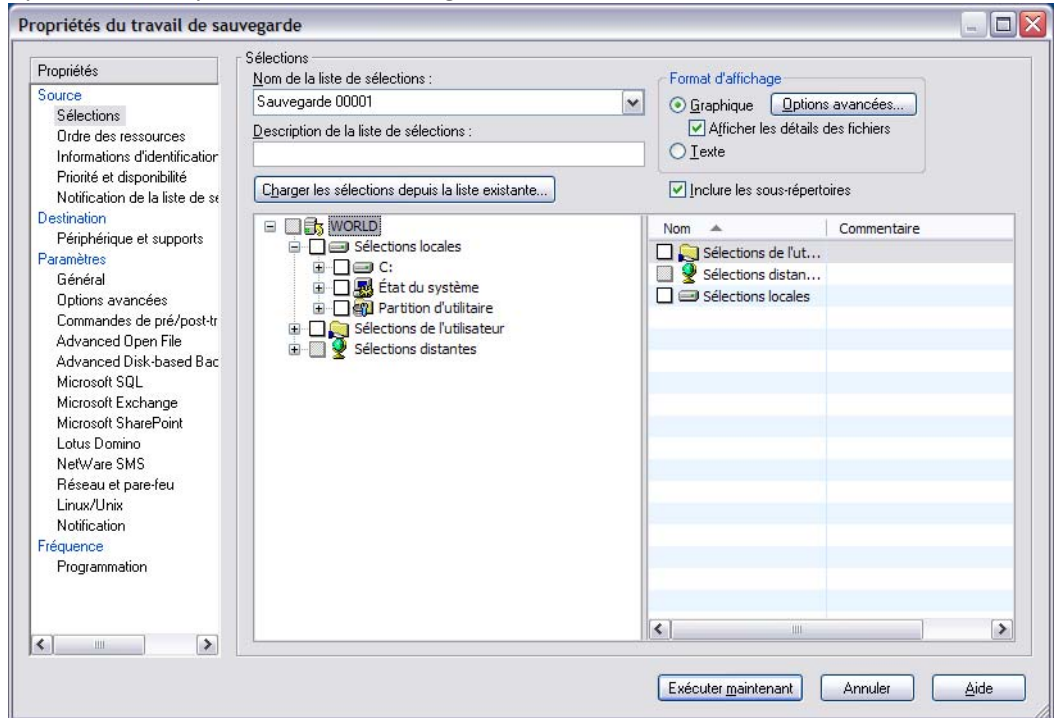 Propriétés du travail de sauvegarde
Propriétés
Source
Sélections
Ordre des ressources
Informations d'identification
Priorité et disponibilité
Notification de la liste de
Destination
Périphérique et supports
Paramètres
Général
Options avancées
Commandes de pré/post-tr
Advanced Open File
Advanced Disk-based Bac
Microsoft SQL
Microsoft Exchange
Microsoft SharePoint
Lotus Domino
NetWare SMS
Réseau et pare-feu
Linux/Unix
Notification
Fréquence
Programmation
Sélections
Nom de la liste de sélections :
Sauvegarde 00001
Description de la liste de sélections :
Charger les sélections depuis la liste existante...
Format d'affichage
Graphique Options avancées...
Afficher les détails des fichiers
Texte
Inclure les sous-répertoires
WORLD
Sélections locales
C:
État du système
Partition d'utilitaire
Sélections de l'utilisateur
Sélections distantes
Nom Commentaire
Sélections de l'ut...
Sélections distan...
Sélections locales
Exécuter maintenant Annuler Aide